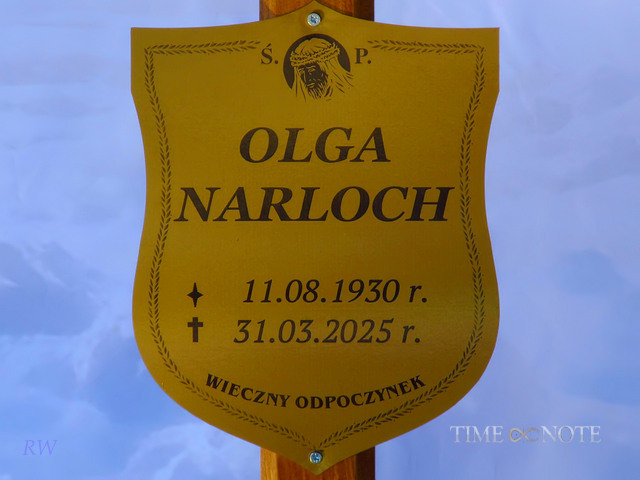 Ś. P.
OLGA
NARLOCH
11.08.1930 r.
31.03.2025 r.
WIECZNY ODPOCZYNEK
RW
TIME NOTE